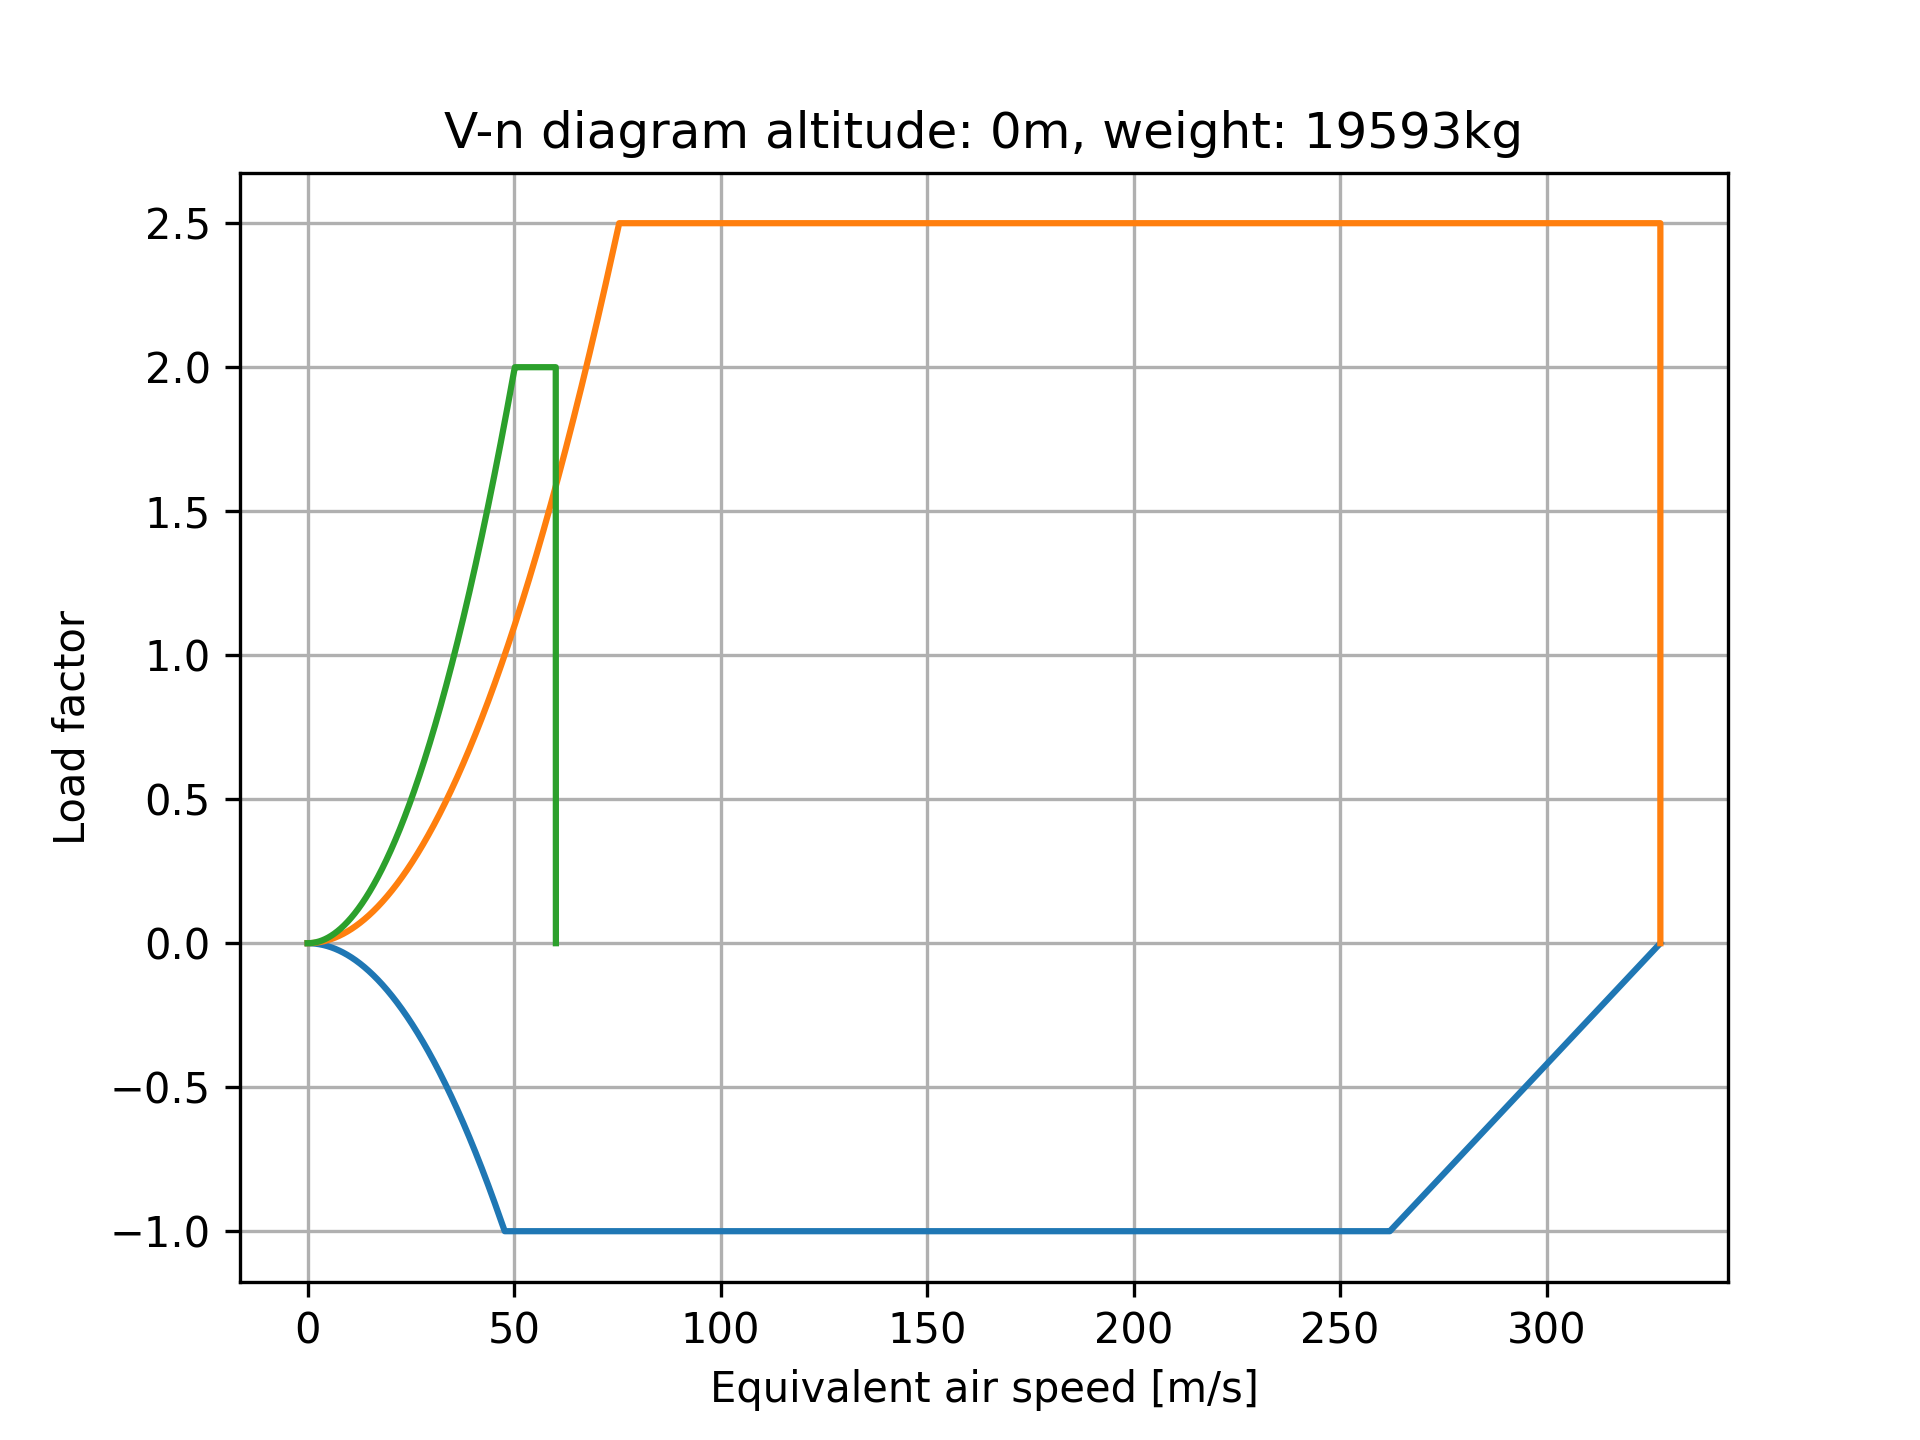 V-n diagram altitude: 0m, weight: 19593kg
2.5
2.0
1.5
1.0
0.5
0.0
−0.5
−1.0
Load factor
0 50 100 150 200 250 300
Equivalent air speed [m/s]